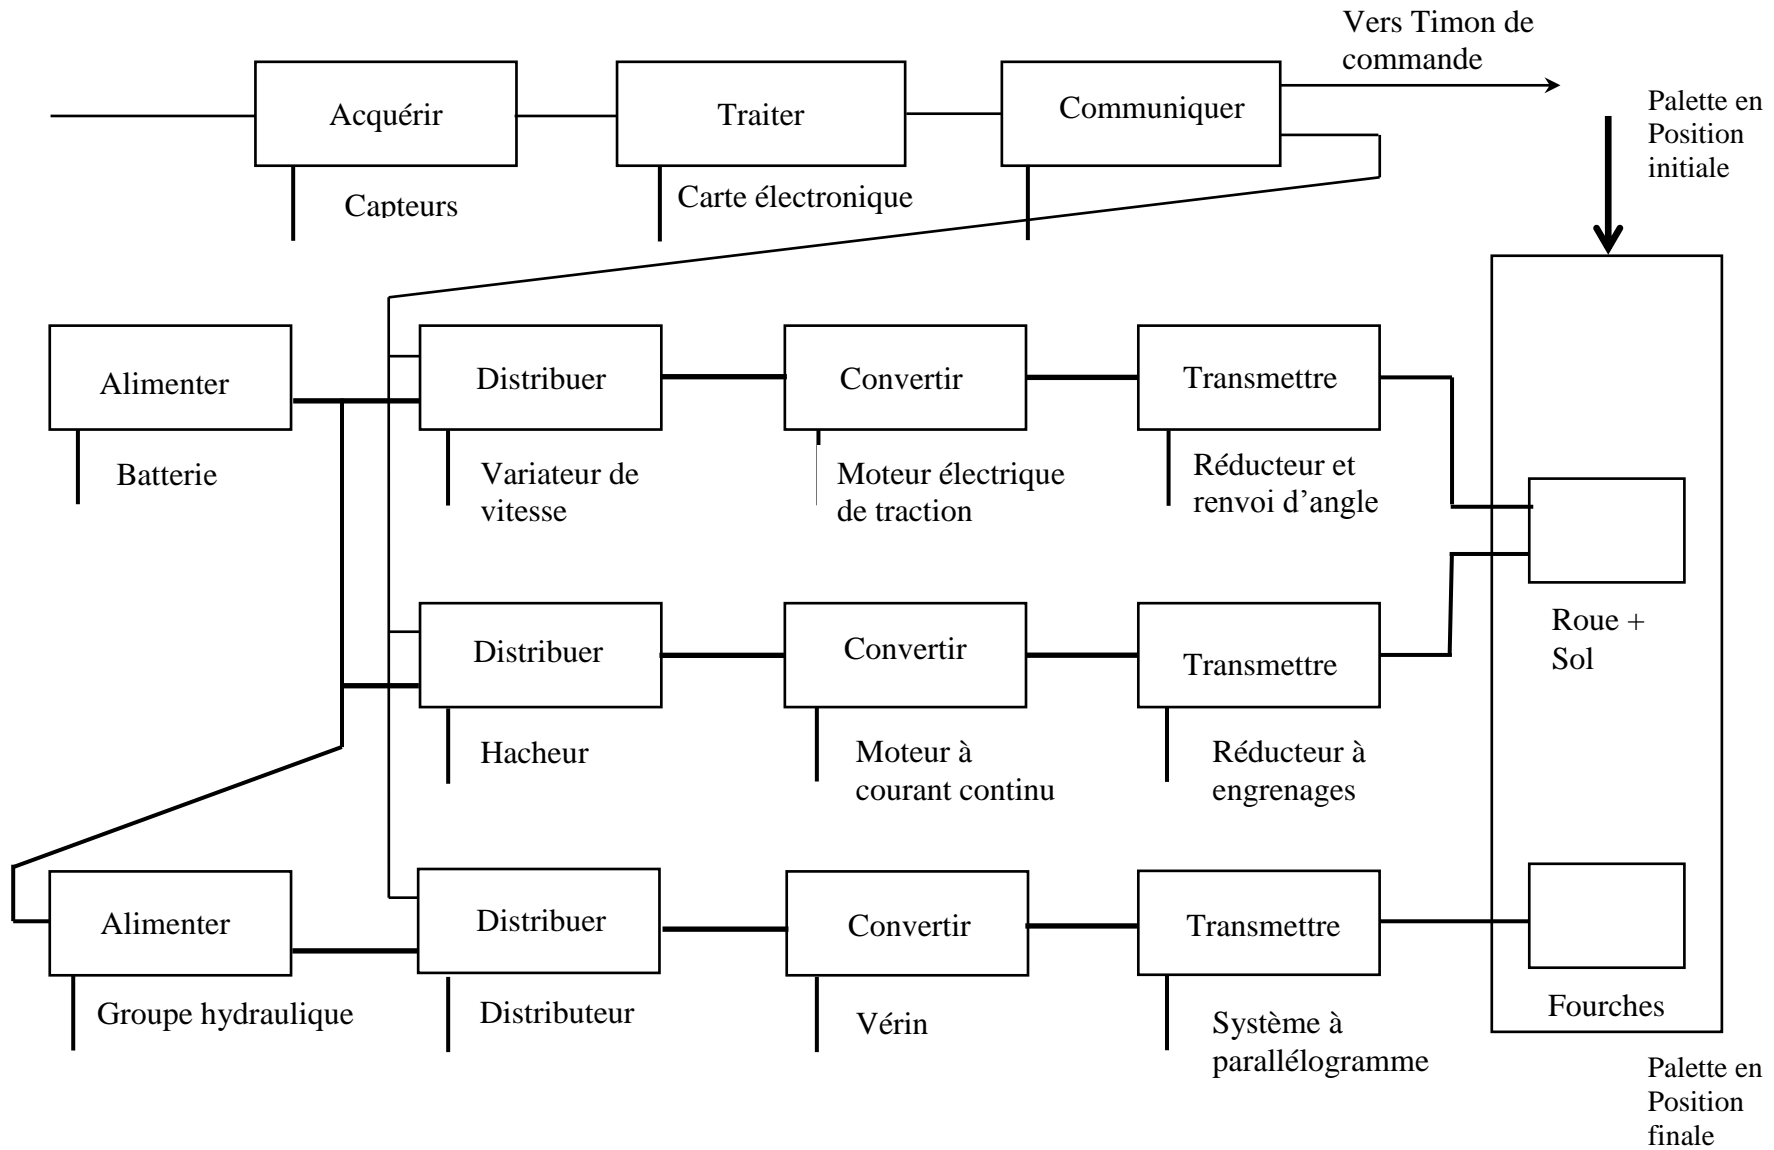 Vers Timon de
commande
Acquérir
Traiter
Communiquer
Palette en
Position
initiale
Capteurs
Carte électronique
Alimenter
Distribuer
Convertir
Transmettre
Batterie
Variateur de
vitesse
Moteur électrique
de traction
Réducteur et
renvoi d’angle
Roue +
Sol
Distribuer
Convertir
Transmettre
Hacheur
Moteur à
courant continu
Réducteur à
engrenages
Alimenter
Distribuer
Convertir
Transmettre
Groupe hydraulique
Distributeur
Vérin
Système à
parallélogramme
Fourches
Palette en
Position
finale